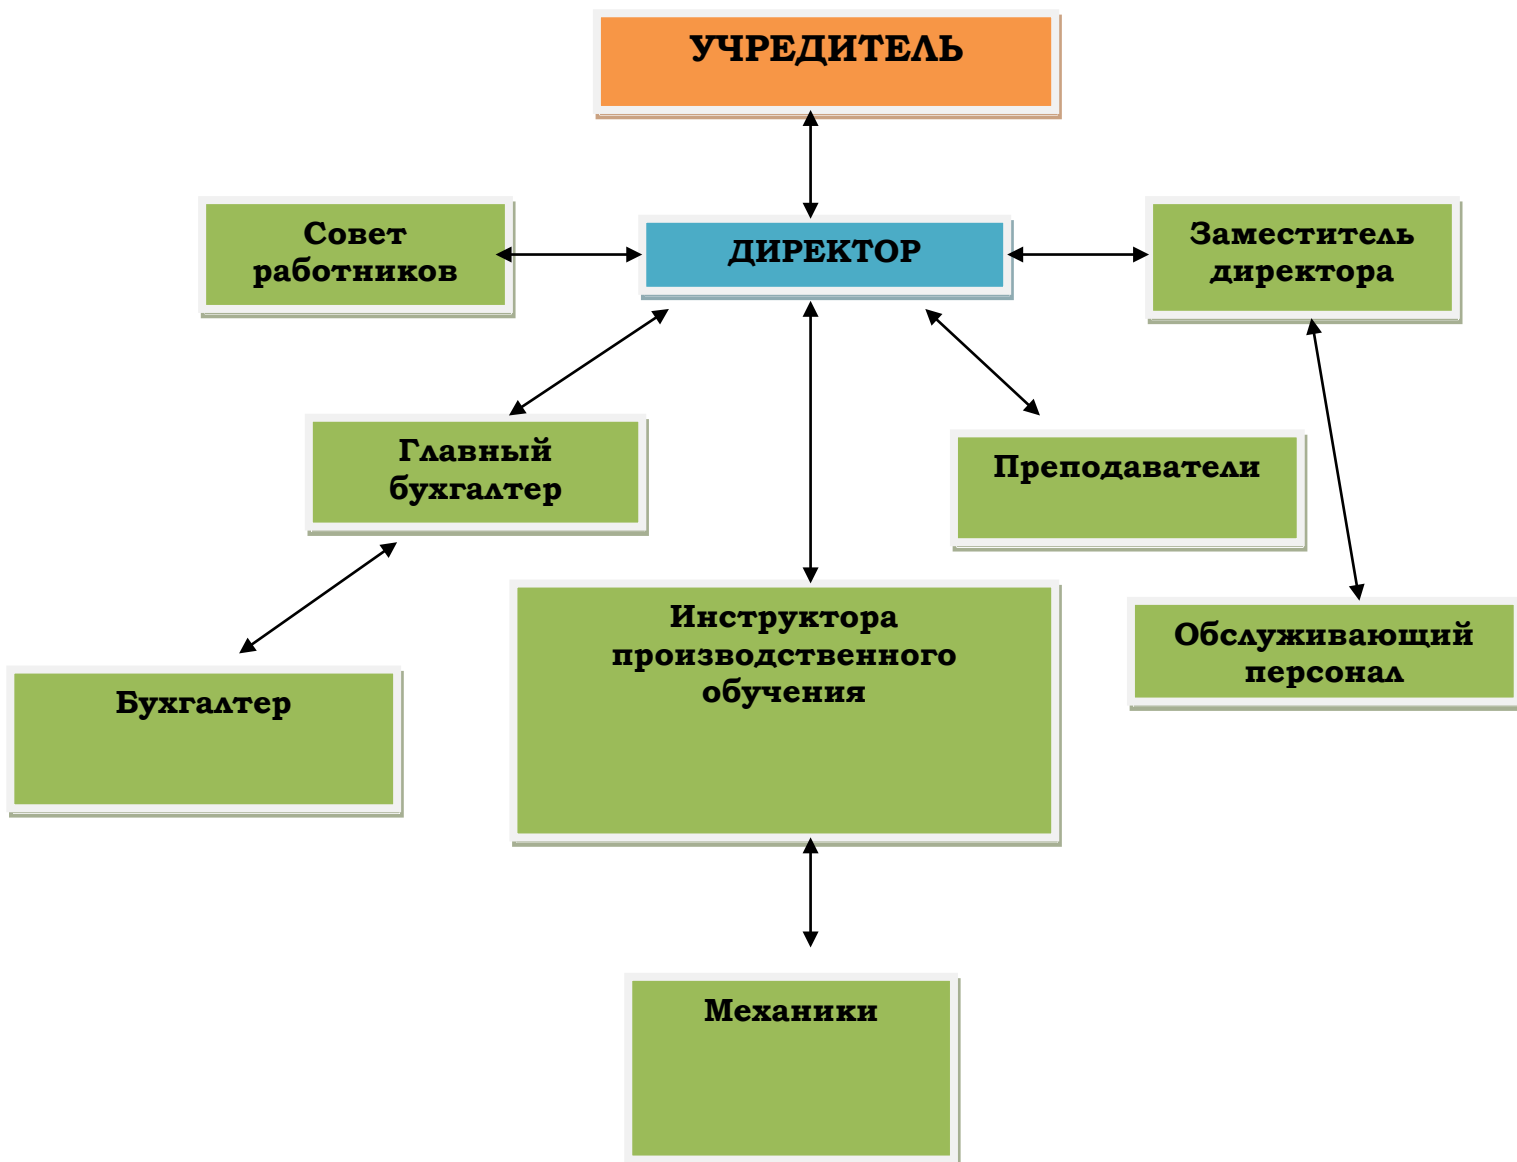 УЧРЕДИТЕЛЬ
Совет
работников
ДИРЕКТОР
Заместитель
директора
Главный
бухгалтер
Преподаватели
Инструктора
производственного
обучения
Обслуживающий
персонал
Бухгалтер
Механики